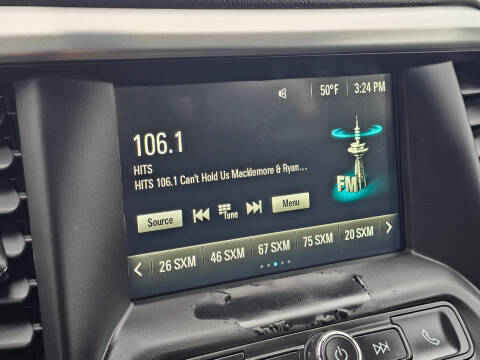 50°F 3:24 PM
106.1
HITS
HITS 106.1 Can't Hold Us Macklemore & Ryan...
FM
Source Tune Menu
26 SXM 46 SXM 67 SXM 75 SXM 20 SXM